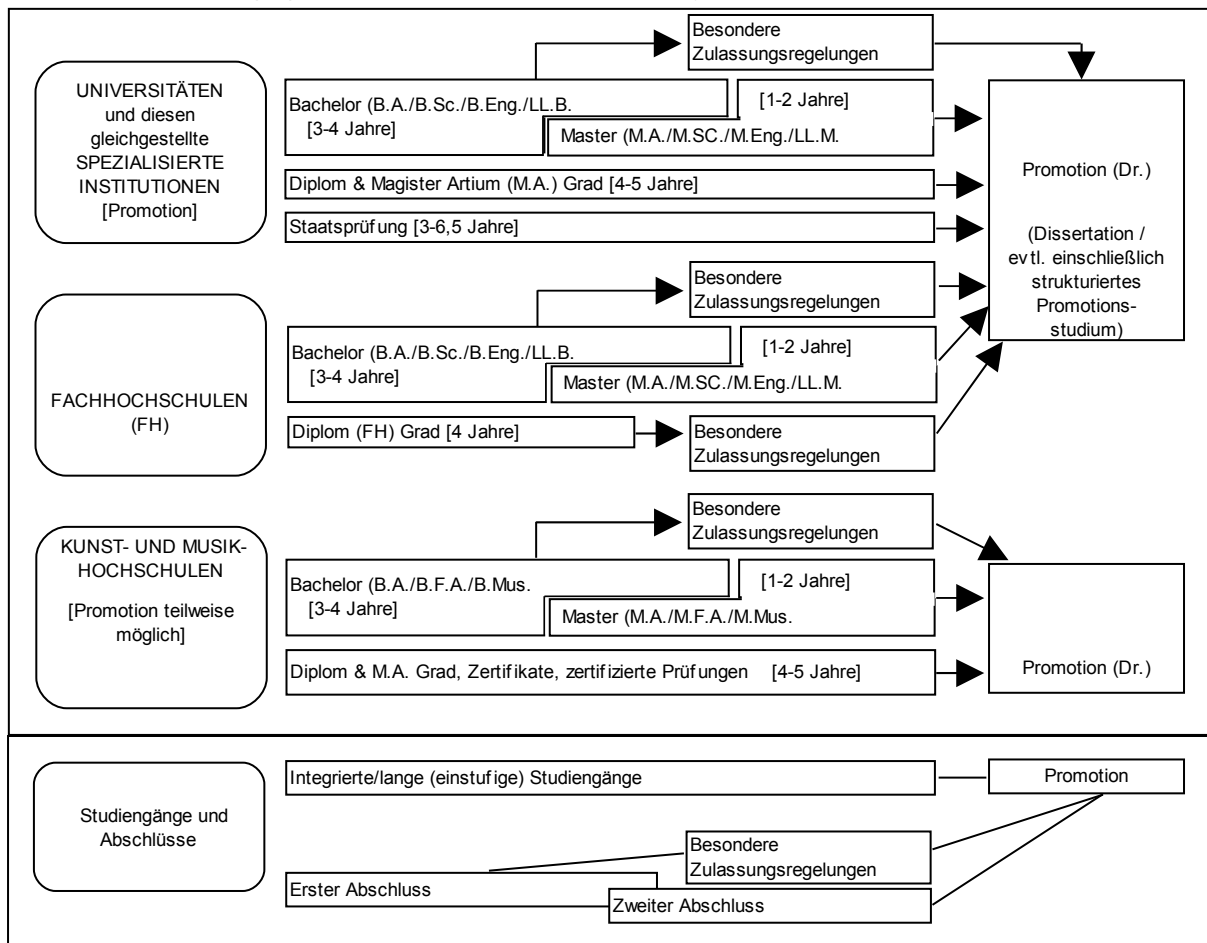 Besondere
Zulassungsregelungen
UNIVERSITÄTEN
und diesen
gleichgestellte
SPEZIALISIERTE
INSTITUTIONEN
[Promotion]
Bachelor (B.A./B.Sc./B.Eng./LL.B.
[3-4 Jahre]
[1-2 Jahre]
Master (M.A./M.SC./M.Eng./LL.M.
Diplom & Magister Artium (M.A.) Grad [4-5 Jahre]
Staatsprüfung [3-6,5 Jahre]
Promotion (Dr.)
(Dissertation /
evtl. einschließlich
strukturiertes
Promotions-
studium)
FACHHOCHSCHULEN
(FH)
Besondere
Zulassungsregelungen
Bachelor (B.A./B.Sc./B.Eng./LL.B.
[3-4 Jahre]
[1-2 Jahre]
Master (M.A./M.SC./M.Eng./LL.M.
Diplom (FH) Grad [4 Jahre]
Besondere
Zulassungsregelungen
KUNST- UND MUSIK-
HOCHSCHULEN
[Promotion teilweise
möglich]
Besondere
Zulassungsregelungen
Bachelor (B.A./B.F.A./B.Mus.
[3-4 Jahre]
[1-2 Jahre]
Master (M.A./M.F.A./M.Mus.
Diplom & M.A. Grad, Zertifikate, zertifizierte Prüfungen [4-5 Jahre]
Promotion (Dr.)
Studiengänge und
Abschlüsse
Integrierte/lange (einstufige) Studiengänge
Promotion
Besondere
Zulassungsregelungen
Erster Abschluss
Zweiter Abschluss